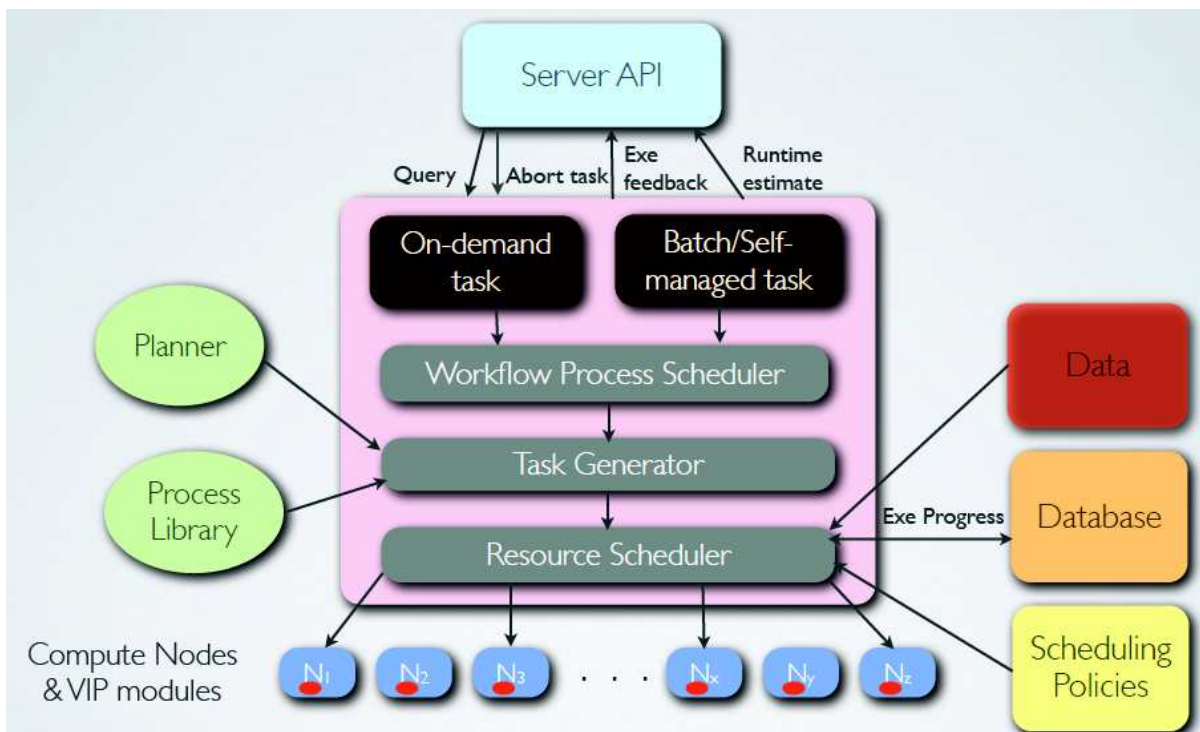 Server API
Query
Abort task
Exe
feedback
Runtime
estimate
On-demand
task
Batch/Self-
managed task
Planner
Workflow Process Scheduler
Data
Task Generator
Process
Library
Exe Progress
Database
Resource Scheduler
Compute Nodes
& VIP modules
N1
N2
N3
. . .
Nx
Ny
Nz
Scheduling
Policies